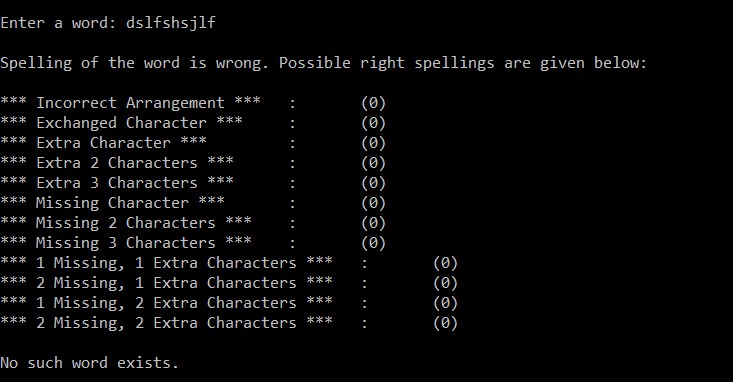 Enter a word: dslfshsjlf
Spelling of the word is wrong. Possible right spellings are given below:
*** Incorrect Arrangement *** : (0)
*** Exchanged Character *** : (0)
*** Extra Character *** : (0)
*** Extra 2 Characters *** : (0)
*** Extra 3 Characters *** : (0)
*** Missing Character *** : (0)
*** Missing 2 Characters *** : (0)
*** Missing 3 Characters *** : (0)
*** 1 Missing, 1 Extra Characters *** : (0)
*** 2 Missing, 1 Extra Characters *** : (0)
*** 1 Missing, 2 Extra Characters *** : (0)
*** 2 Missing, 2 Extra Characters *** : (0)
No such word exists.